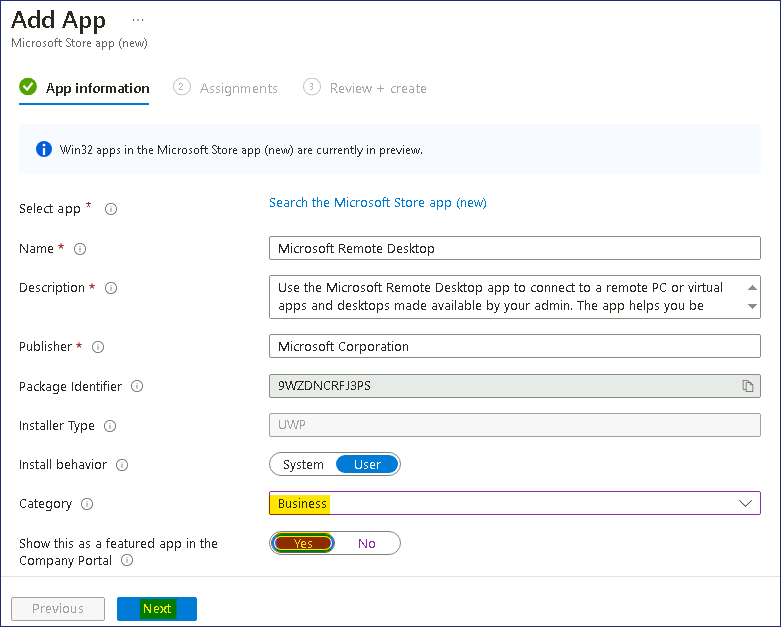 Add App ...
Microsoft Store app (new)
App information 2 Assignments 3 Review + create
Win32 apps in the Microsoft Store app (new) are currently in preview.
Select app * Search the Microsoft Store app (new)
Name * Microsoft Remote Desktop
Description * Use the Microsoft Remote Desktop app to connect to a remote PC or virtual
apps and desktops made available by your admin. The app helps you be
Publisher * Microsoft Corporation
Package Identifier 9WZDNCRFJ3PS
Installer Type UWP
Install behavior System User
Category Business
Show this as a featured app in the Yes No
Company Portal
Previous Next